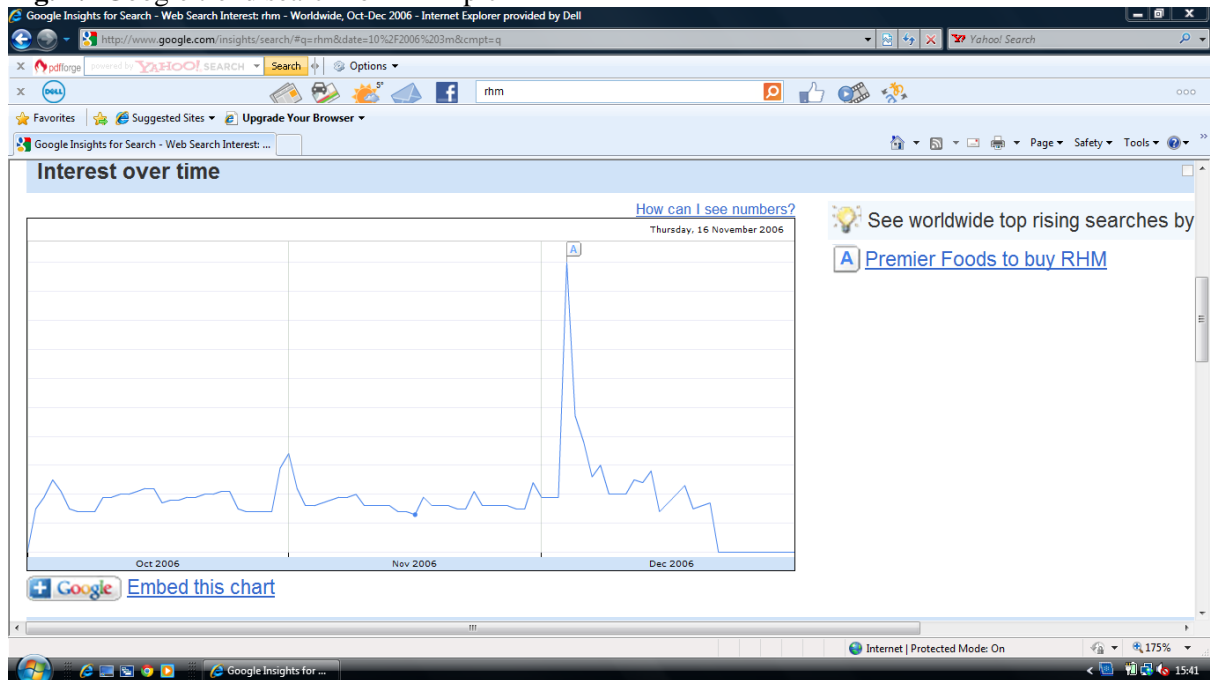 Google Insights for Search - Web Search Interest: rhm - Worldwide, Oct-Dec 2006 - Internet Explorer provided by Dell
http://www.google.com/insights/search/#q=rhm&date=10%2F2006%203m&cmpt=q
Yahoo! Search
x pdfforge powered by YAHOO! SEARCH Search Options
x DELL 5° f rhm
Favorites Suggested Sites Upgrade Your Browser
Google Insights for Search - Web Search Interest: ... Page Safety Tools
Interest over time
How can I see numbers?
Thursday, 16 November 2006
A
See worldwide top rising searches by
A Premier Foods to buy RHM
Oct 2006 Nov 2006 Dec 2006
Google Embed this chart
Internet | Protected Mode: On 175%
Google Insights for ... 15:41